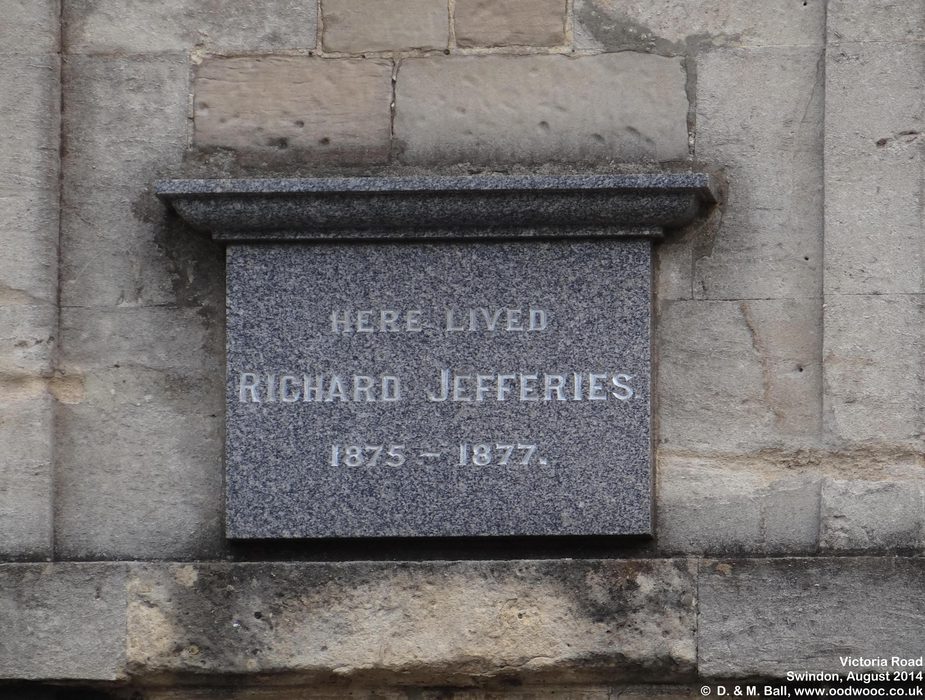 HERE LIVED
RICHARD JEFFERIES.
1875 – 1877.
Victoria Road
Swindon, August 2014
© D. & M. Ball, www.oodwooc.co.uk